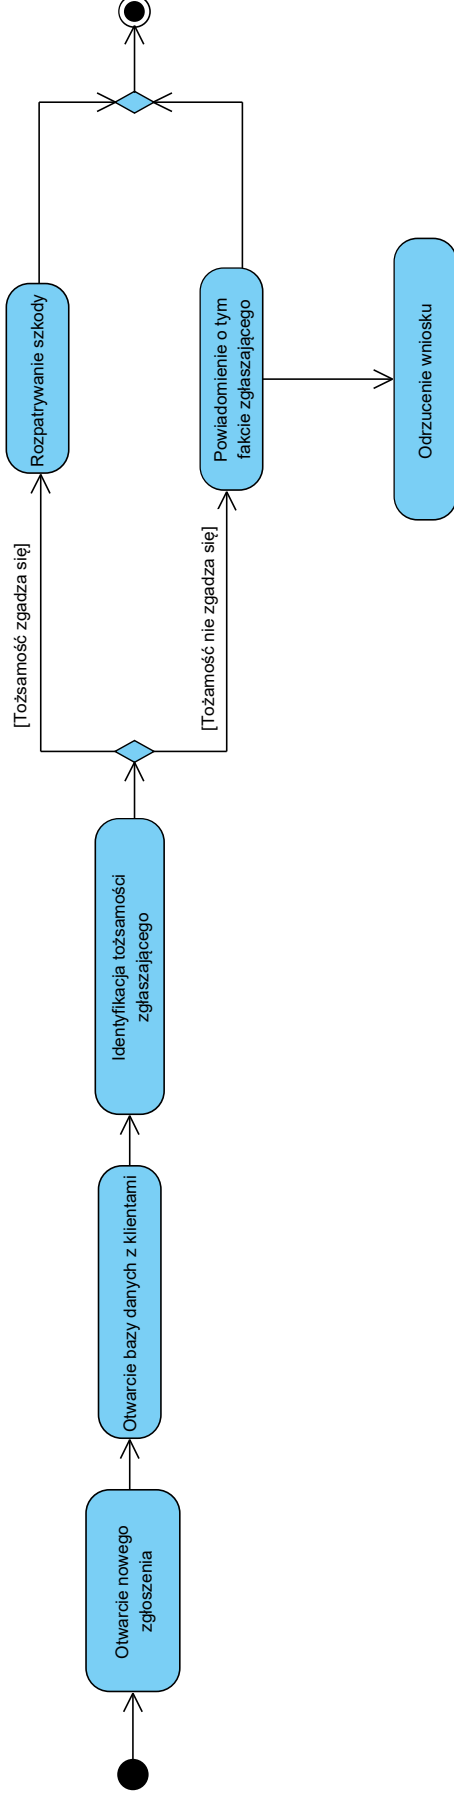 Otwarcie nowego
zgłoszenia
Otwarcie bazy danych z klientami
Identyfikacja tożsamości
zgłaszającego
[Tożsamość zgadza się]
[Tożamość nie zgadza się]
Rozpatrywanie szkody
Powiadomienie o tym
fakcie zgłaszającego
Odrzucenie wniosku